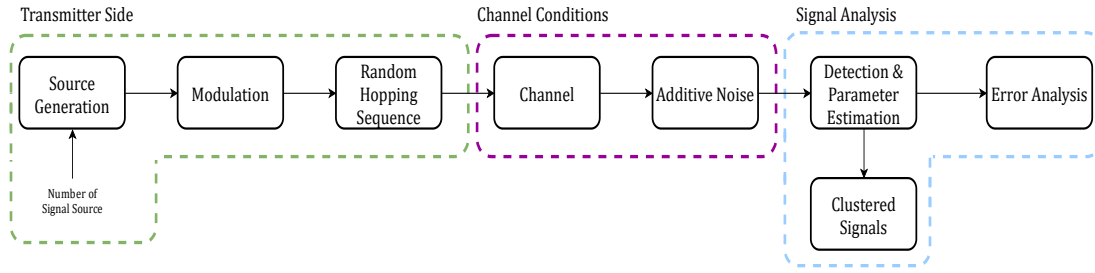 Transmitter Side
Channel Conditions
Signal Analysis
Source
Generation
Modulation
Random
Hopping
Sequence
Channel
Additive Noise
Detection &
Parameter
Estimation
Error Analysis
Number of
Signal Source
Clustered
Signals